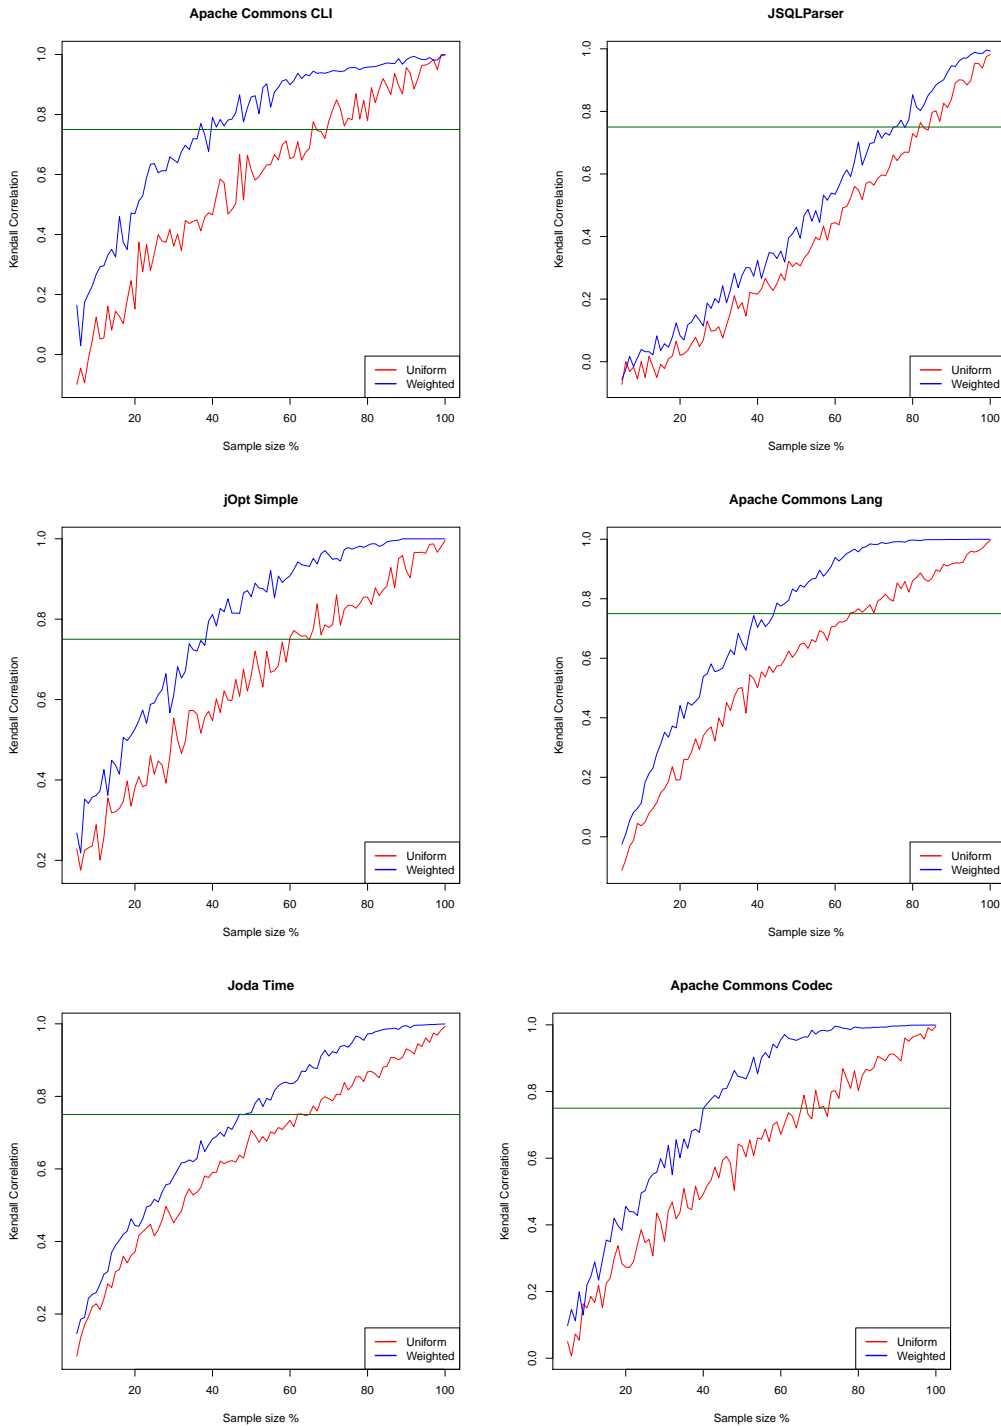 Apache Commons CLI
Kendall Correlation
0.0 0.2 0.4 0.6 0.8 1.0
Uniform
Weighted
20 40 60 80 100
Sample size %
JSQLParser
Kendall Correlation
0.0 0.2 0.4 0.6 0.8 1.0
Uniform
Weighted
20 40 60 80 100
Sample size %
jOpt Simple
Kendall Correlation
0.2 0.4 0.6 0.8 1.0
Uniform
Weighted
20 40 60 80 100
Sample size %
Apache Commons Lang
Kendall Correlation
0.0 0.2 0.4 0.6 0.8 1.0
Uniform
Weighted
20 40 60 80 100
Sample size %
Joda Time
Kendall Correlation
0.2 0.4 0.6 0.8 1.0
Uniform
Weighted
20 40 60 80 100
Sample size %
Apache Commons Codec
Kendall Correlation
0.0 0.2 0.4 0.6 0.8 1.0
Uniform
Weighted
20 40 60 80 100
Sample size %